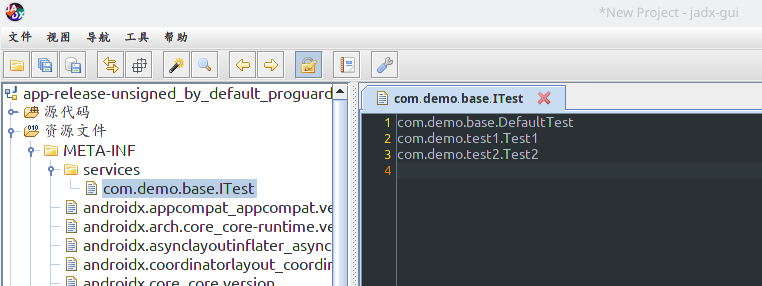 *New Project - jadx-gui
文件 视图 导航 工具 帮助
app-release-unsigned_by_default_proguard
源代码
资源文件
META-INF
services
com.demo.base.ITest
androidx.appcompat_appcompat.ve
androidx.arch.core_core-runtime.ve
androidx.asynclayoutinflater_async
androidx.coordinatorlayout_coordin
androidx.core_core.version
com.demo.base.ITest
1 com.demo.base.DefaultTest
2 com.demo.test1.Test1
3 com.demo.test2.Test2
4